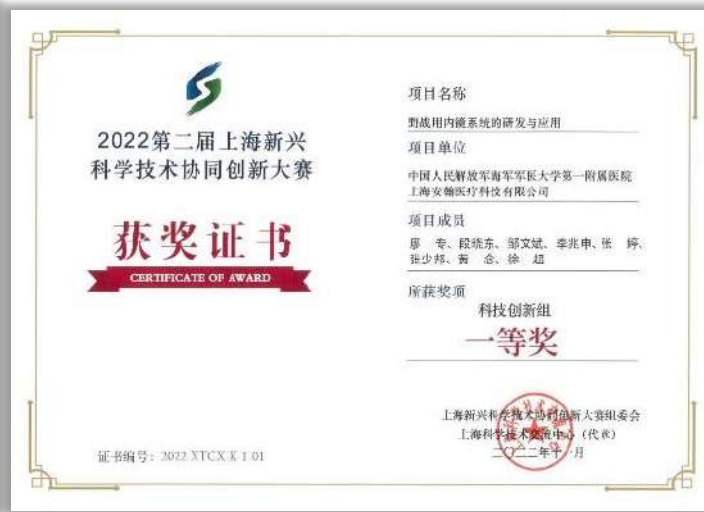 2022第二届上海新兴
科学技术协同创新大赛
获奖证书
CERTIFICATE OF AWARD
证书编号：2022 XTCX K 1 01
项目名称
野战用内镜系统的研发与应用
项目单位
中国人民解放军海军军医大学第一附属医院
上海安翰医疗科技有限公司
项目成员
廖 专、段晓东、邹文斌、李兆申、张 婷、
张少邦、 念、徐 超
所获奖项
科技创新组
一等奖
上海新兴科学技术协同创新大赛组委会
上海科学技术交流中心（代章）
二〇二二年十 月